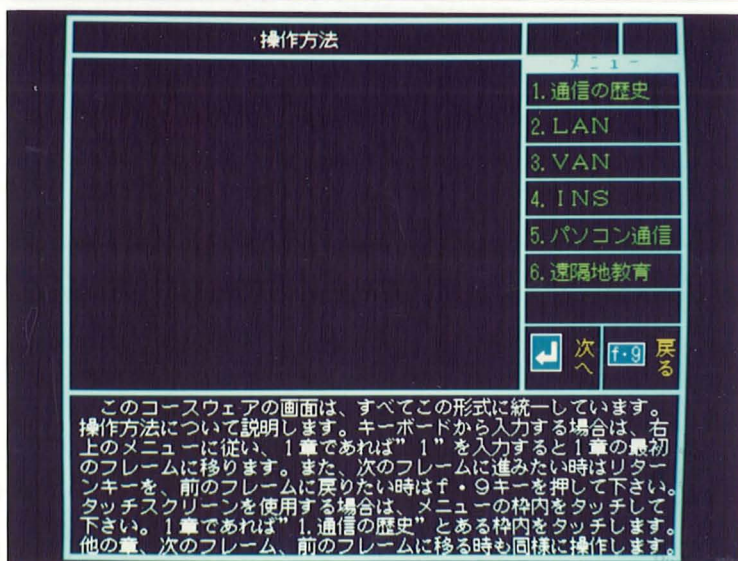 操作方法
メニュー
1.通信の歴史
2.LAN
3.VAN
4.INS
5.パソコン通信
6.遠隔地教育
次へ
f・9 戻る
このコースウェアの画面は、すべてこの形式に統一しています。
操作方法について説明します。キーボードから入力する場合は、右
上のメニューに従い、1章であれば”1”を入力すると1章の最初
のフレームに移ります。また、次のフレームに進みたい時はリター
ンキーを、前のフレームに戻りたい時はf・9キーを押して下さい。
タッチスクリーンを使用する場合は、メニューの枠内をタッチして
下さい。1章であれば”1.通信の歴史”とある枠内をタッチします。
他の章、次のフレーム、前のフレームに移る時も同様に操作します。